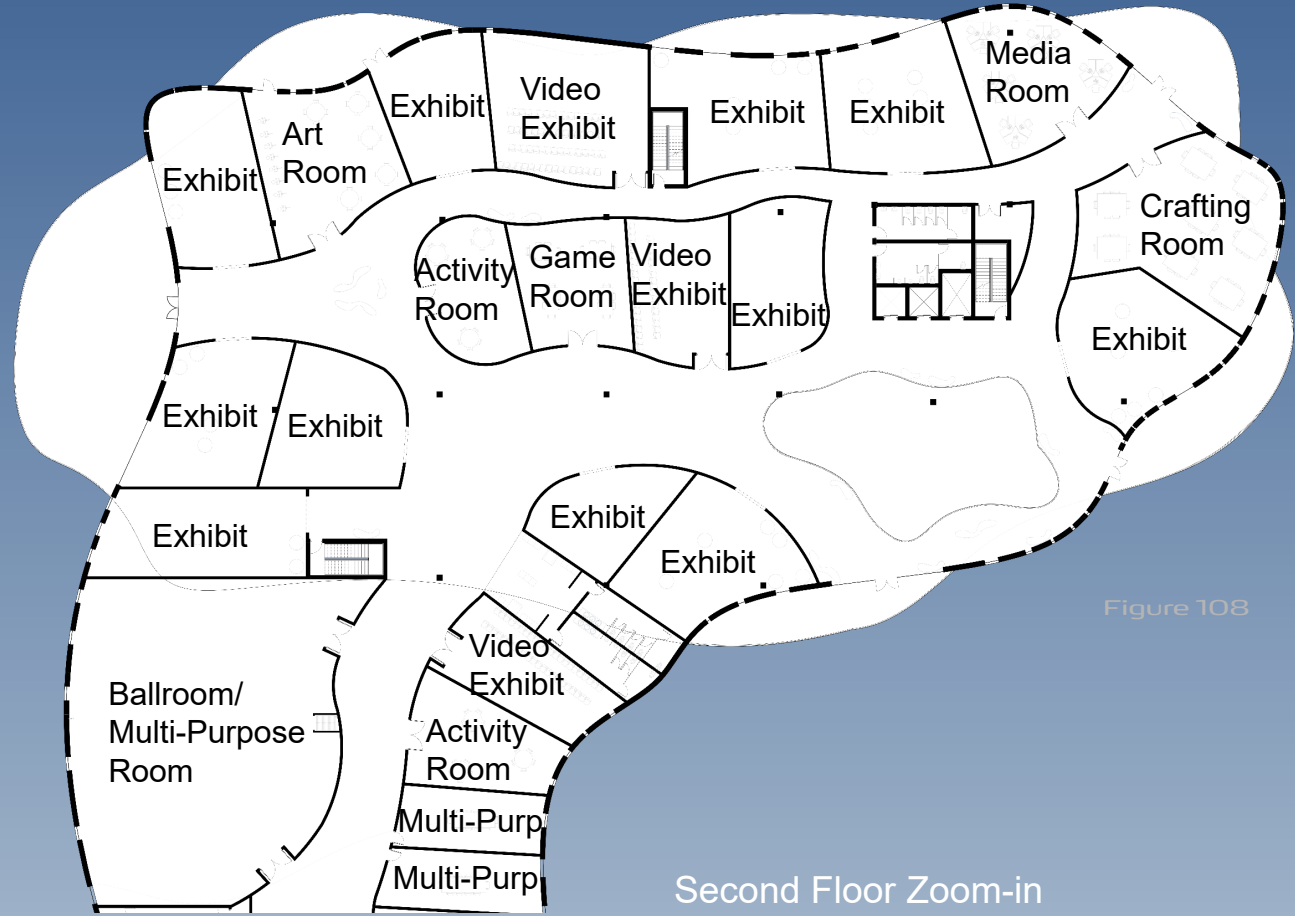 Media
Room
Video
Exhibit
Exhibit
Exhibit
Exhibit
Art
Room
Exhibit
Crafting
Room
Activity
Room
Game
Room
Video
Exhibit
Exhibit
Exhibit
Exhibit
Exhibit
Exhibit
Exhibit
Exhibit
Figure 108
Video
Exhibit
Ballroom/
Multi-Purpose
Room
Activity
Room
Multi-Purp
Multi-Purp
Second Floor Zoom-in